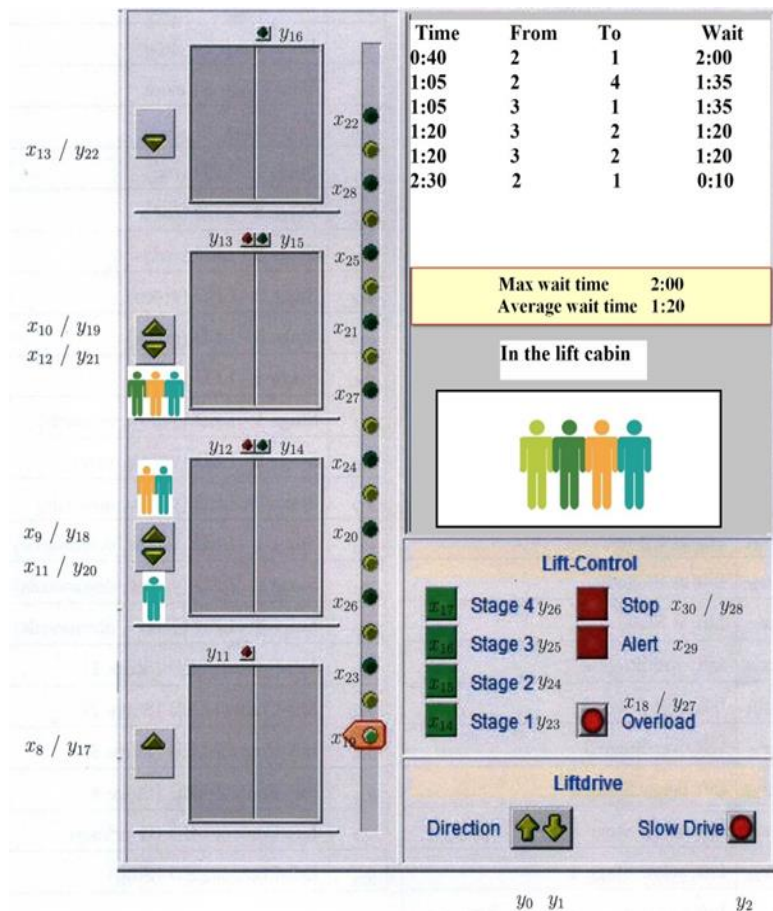 y16
x22
x13 / y22
x28
y13 y15
x25
x10 / y19
x21
x12 / y21
x27
y12 y14
x24
x9 / y18
x20
x11 / y20
x26
y11
x23
x8 / y17
x19
Time From To Wait
0:40 2 1 2:00
1:05 2 4 1:35
1:05 3 1 1:35
1:20 3 2 1:20
1:20 3 2 1:20
2:30 2 1 0:10
Max wait time 2:00
Average wait time 1:20
In the lift cabin
Lift-Control
x17 Stage 4 y26 Stop x30 / y28
x16 Stage 3 y25 Alert x29
x15 Stage 2 y24
x18 / y27
x14 Stage 1 y23 Overload
Liftdrive
Direction Slow Drive
y0 y1 y2